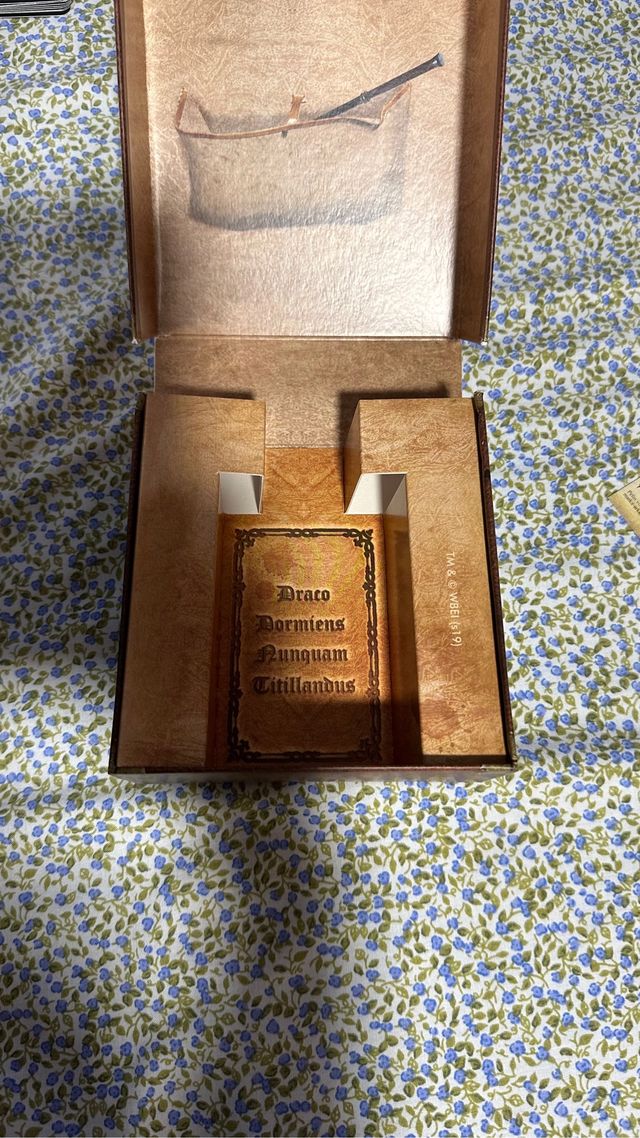 Draco
Dormiens
Nunquam
Titillandus
TM & © WBEI (s19)